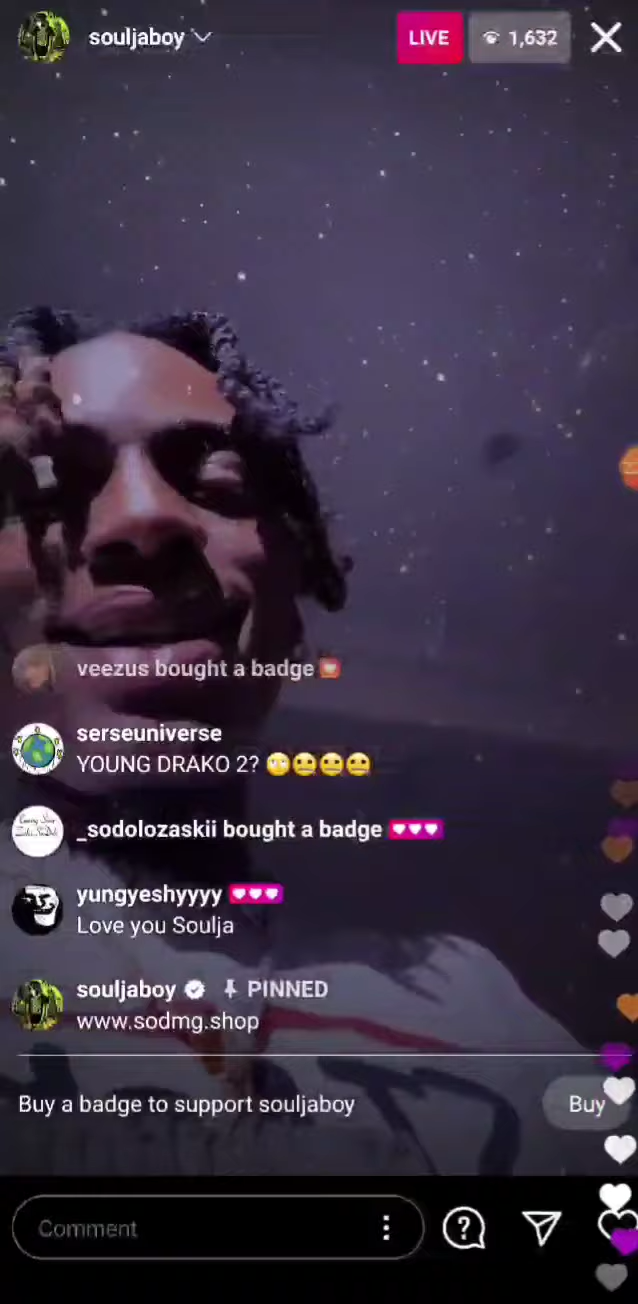 souljaboy
LIVE
1,632
veezus bought a badge
serseuniverse
YOUNG DRAKO 2? 🙄😐😐😐
_sodolozaskii bought a badge
yungyeshyyyy
Love you Soulja
souljaboy PINNED
www.sodmg.shop
Buy a badge to support souljaboy
Buy
Comment